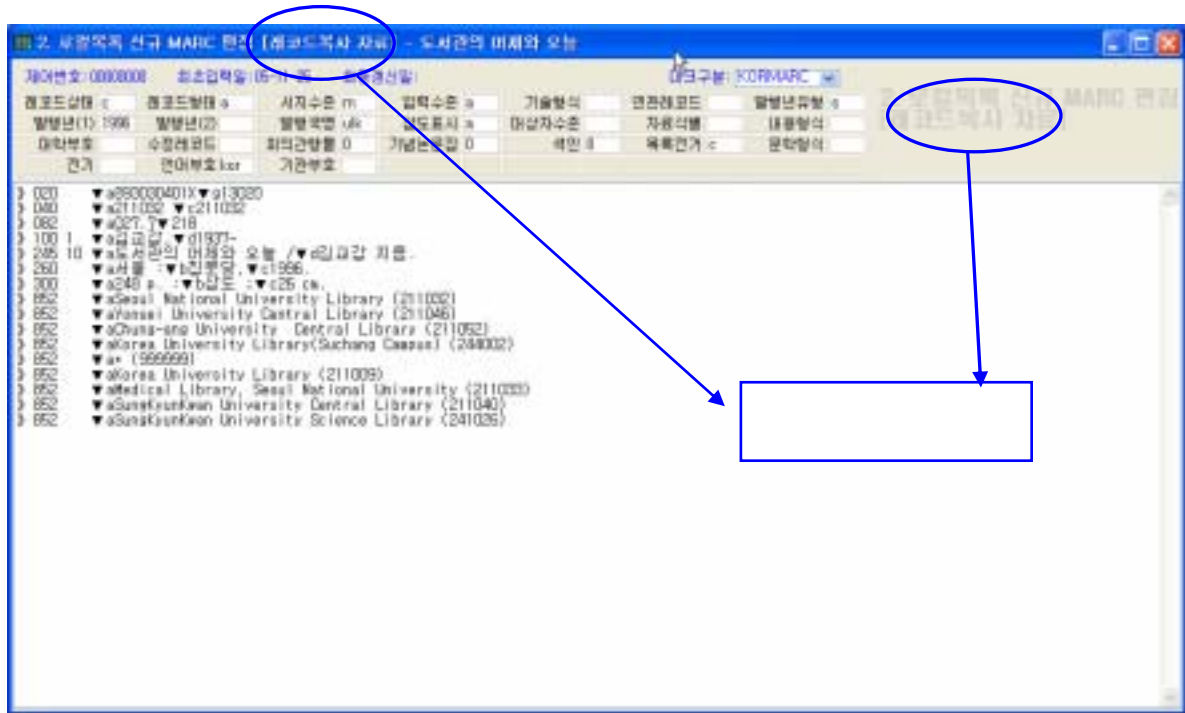 2. 로컬목록 신규 MARC 편집 [레코드복사 자료] - 도서관의 어제와 오늘
제어번호: 00000000 최초입력일: 05-11-25 최종갱신일: 마크구분: KORMARC
2. 로컬목록 신규 MARC 편집
[레코드복사 자료]
레코드상태 c 레코드형태 a 서지수준 m 입력수준 a 기술형식 연관레코드 발행년유형 s
발행년(1) 1996 발행년(2) 발행국명 ulk 삽도표시 a 대상자수준 자료식별 내용형식
대학부호 수정레코드 회의간행물 0 기념논문집 0 색인 0 목록전거 c 문학형식
전기 언어부호 kor 기관부호
020 ▼a893030401X▼g13020
040 ▼a211032 ▼c211032
082 ▼a027.7▼218
100 1 ▼a김교갑 ▼d1937-
245 10 ▼a도서관의 어제와 오늘 /▼d김교갑 지음.
260 ▼a서울 :▼b집문당,▼c1996.
300 ▼a248 p. :▼b삽도 ;▼c26 cm.
852 ▼aSeoul National University Library (211032)
852 ▼aYonsei University Central Library (211046)
852 ▼aChung-ang University Central Library (211052)
852 ▼aKorea University Library(Suchang Campus) (244002)
852 ▼a* (999999)
852 ▼aKorea University Library (211009)
852 ▼aMedical Library, Seoul National University (211033)
852 ▼aSungKyunKwan University Central Library (211040)
852 ▼aSungKyunKwan University Science Library (241026)